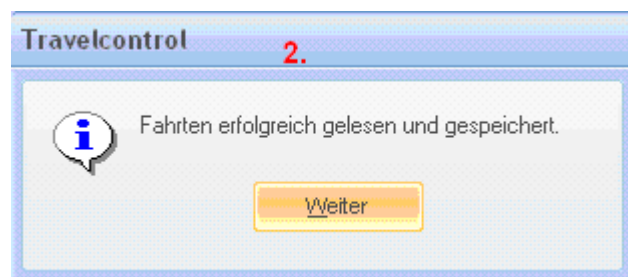 Travelcontrol
2.
Fahrten erfolgreich gelesen und gespeichert.
Weiter